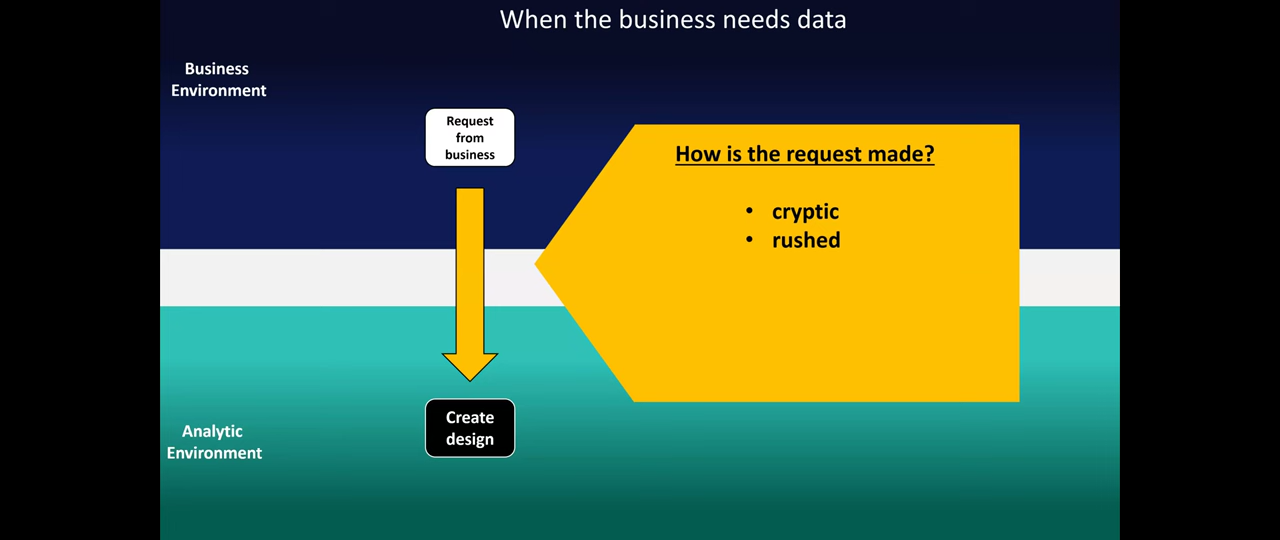 When the business needs data
Business
Environment
Request
from
business
How is the request made?
• cryptic
• rushed
Create
design
Analytic
Environment